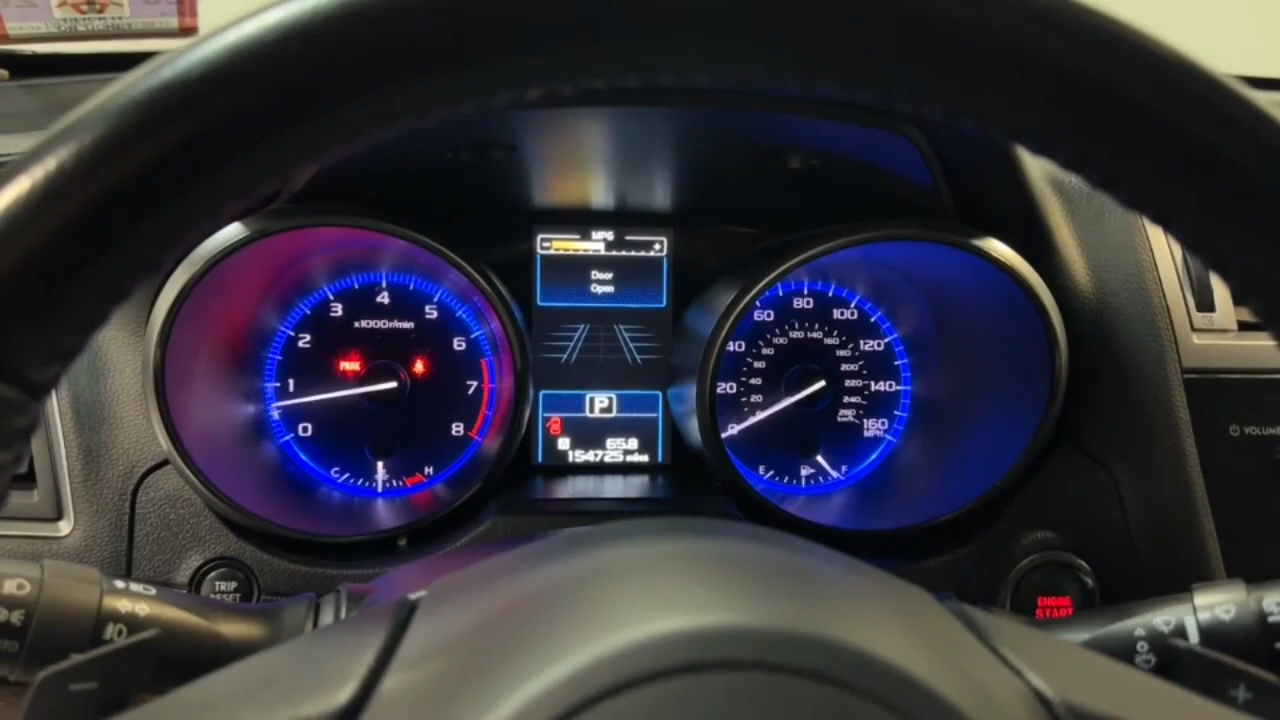 MPG
- +
Door
Open
x1000r/min
0 1 2 3 4 5 6 7 8
PARK
C H
P
A 65.8
154725 miles
0 20 40 60 80 100 120 140 160
MPH
20 40 60 80 100 120 140 160 180 200 220 240 260
km/h
E F
TRIP
RESET
ENGINE
START
VOLUME